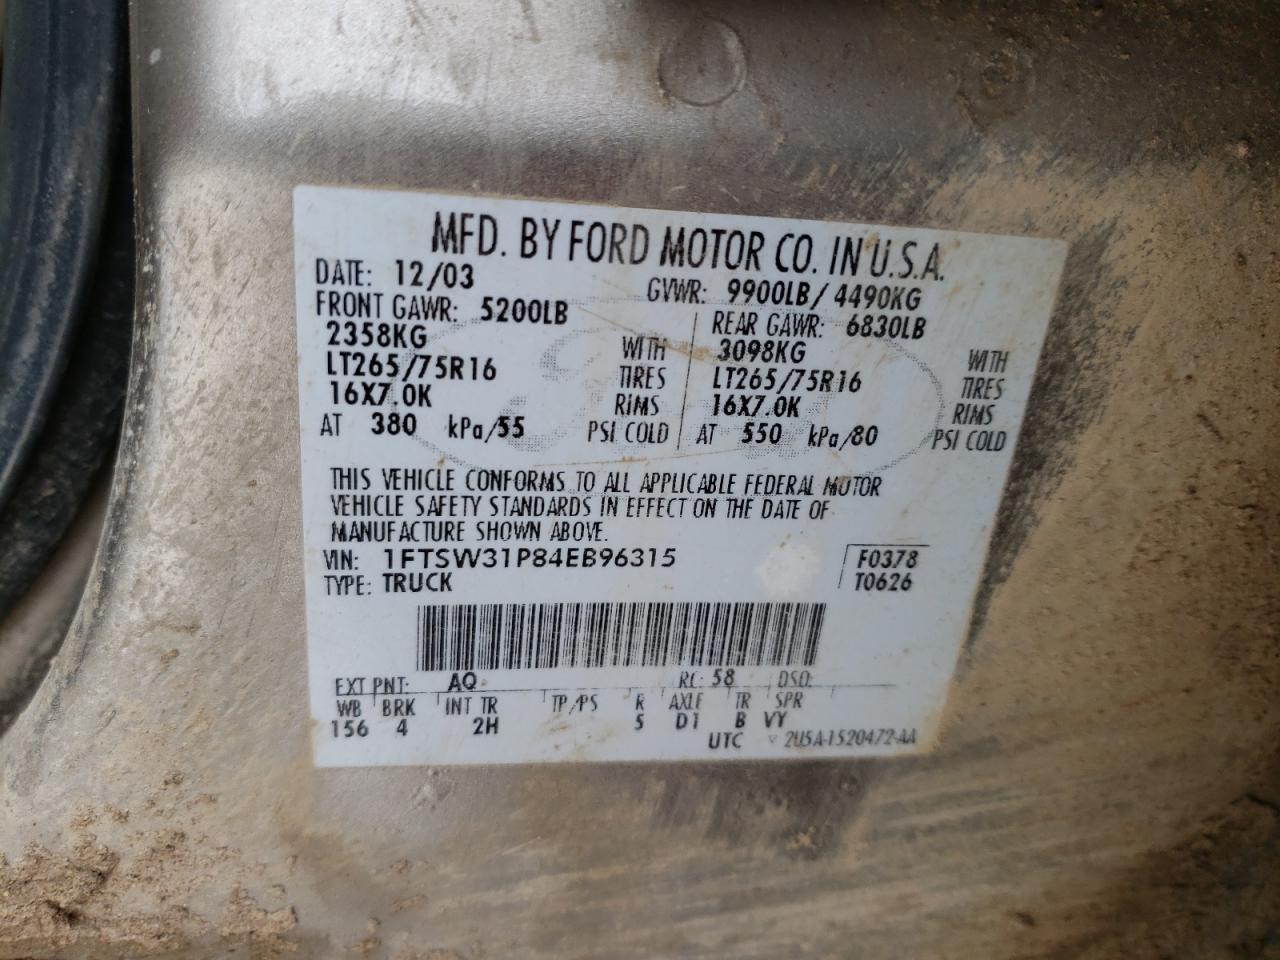 MFD. BY FORD MOTOR CO. IN U.S.A.
DATE: 12/03 GVWR: 9900LB/ 4490KG
FRONT GAWR: 5200LB REAR GAWR: 6830LB
2358KG WITH 3098KG WITH
LT265/75R16 TIRES LT265/75R16 TIRES
16X7.0K RIMS 16X7.0K RIMS
AT 380 kPa/55 PSI COLD AT 550 kPa/80 PSI COLD
THIS VEHICLE CONFORMS TO ALL APPLICABLE FEDERAL MOTOR
VEHICLE SAFETY STANDARDS IN EFFECT ON THE DATE OF
MANUFACTURE SHOWN ABOVE.
VIN: 1FTSW31P84EB96315 F0378
TYPE: TRUCK T0626
EXT PNT: AQ RC: 58 DSO:
WB BRK INT TR TP/PS R AXLE TR SPR
156 4 2H 5 D1 B VY
UTC 2U5A-1520472-AA